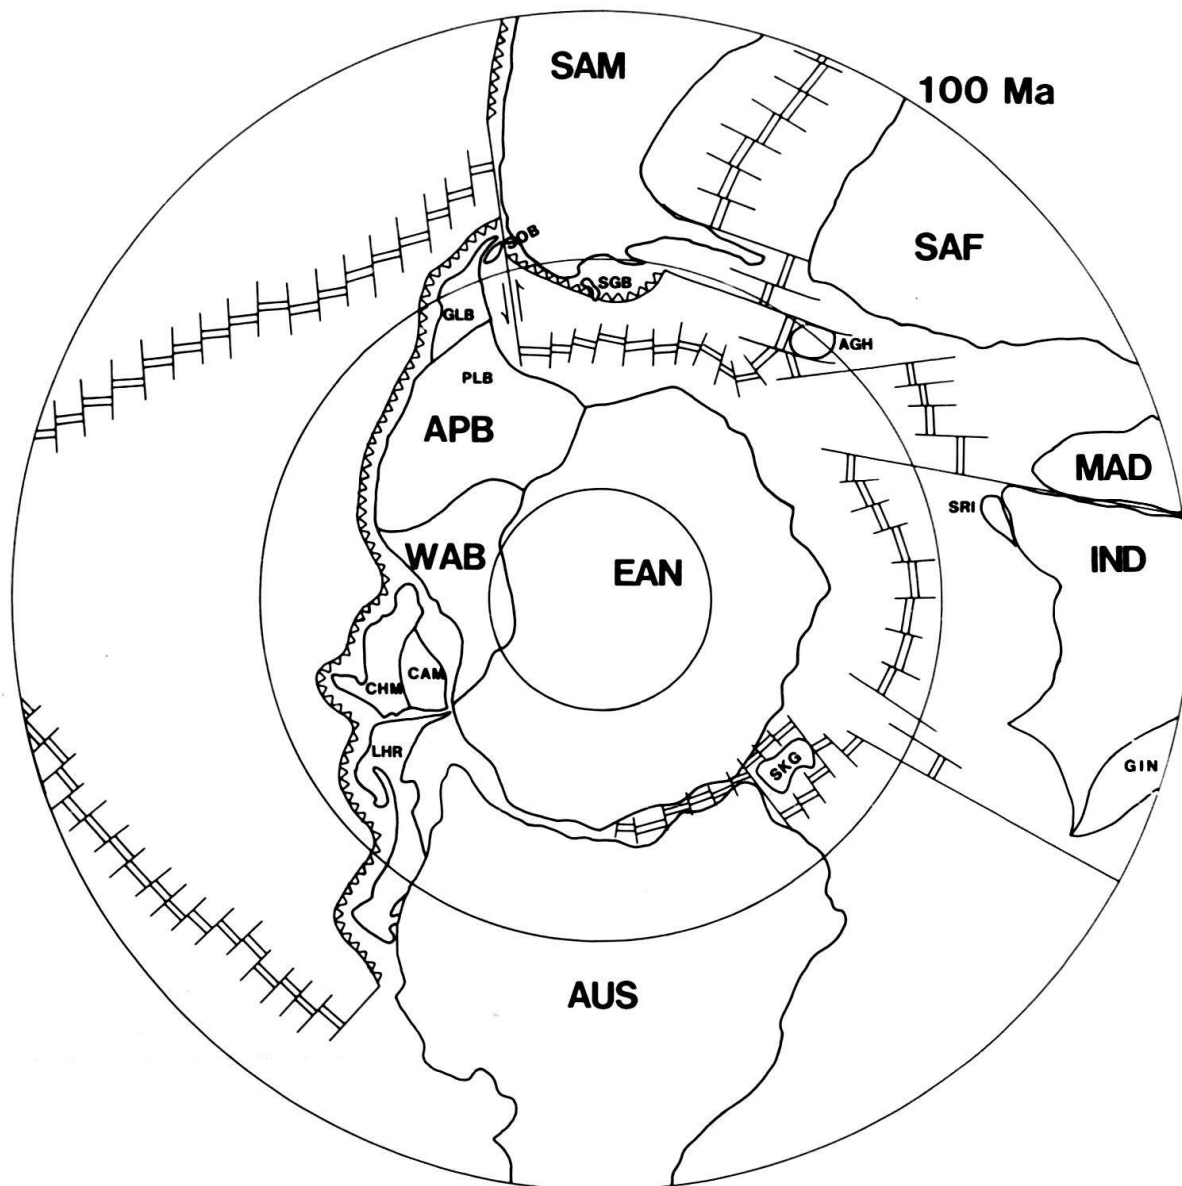 SAM
100 Ma
SAF
SOB
SGB
GLB
AGH
PLB
APB
MAD
SRI
WAB
EAN
IND
CAM
CHM
LHR
SKG
GIN
AUS